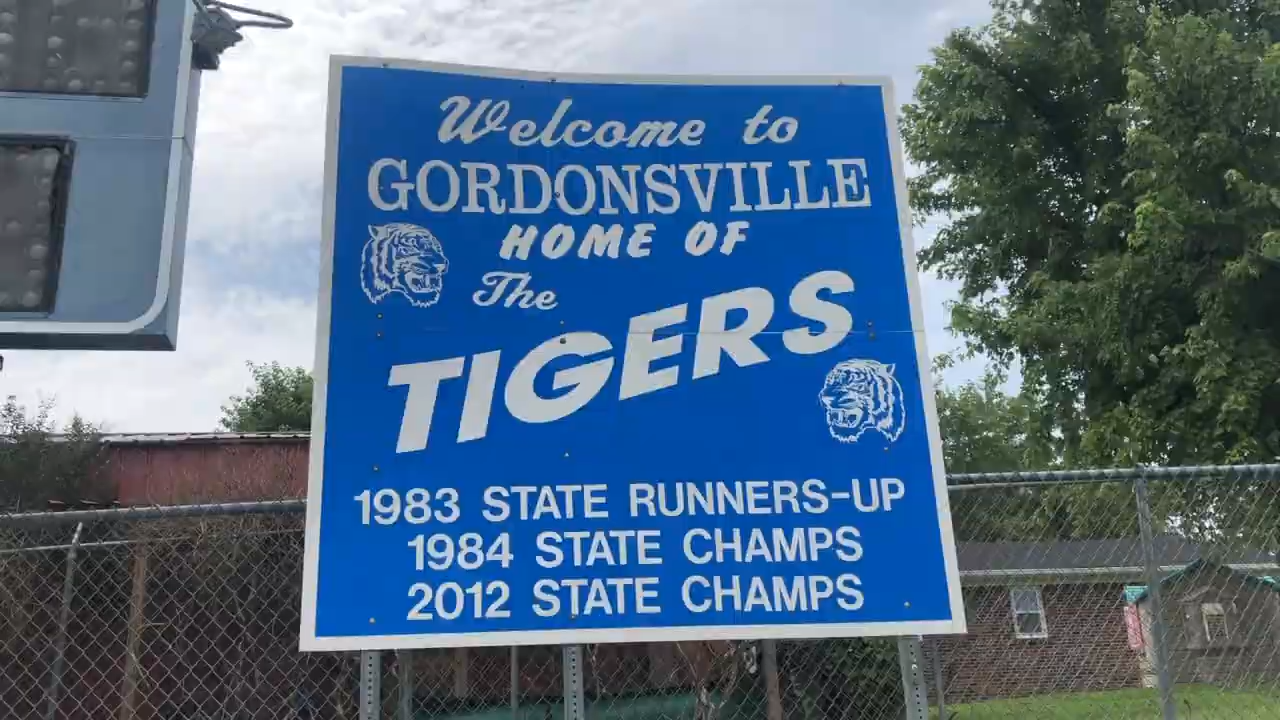 Welcome to
GORDONSVILLE
HOME OF
The
TIGERS
1983 STATE RUNNERS-UP
1984 STATE CHAMPS
2012 STATE CHAMPS